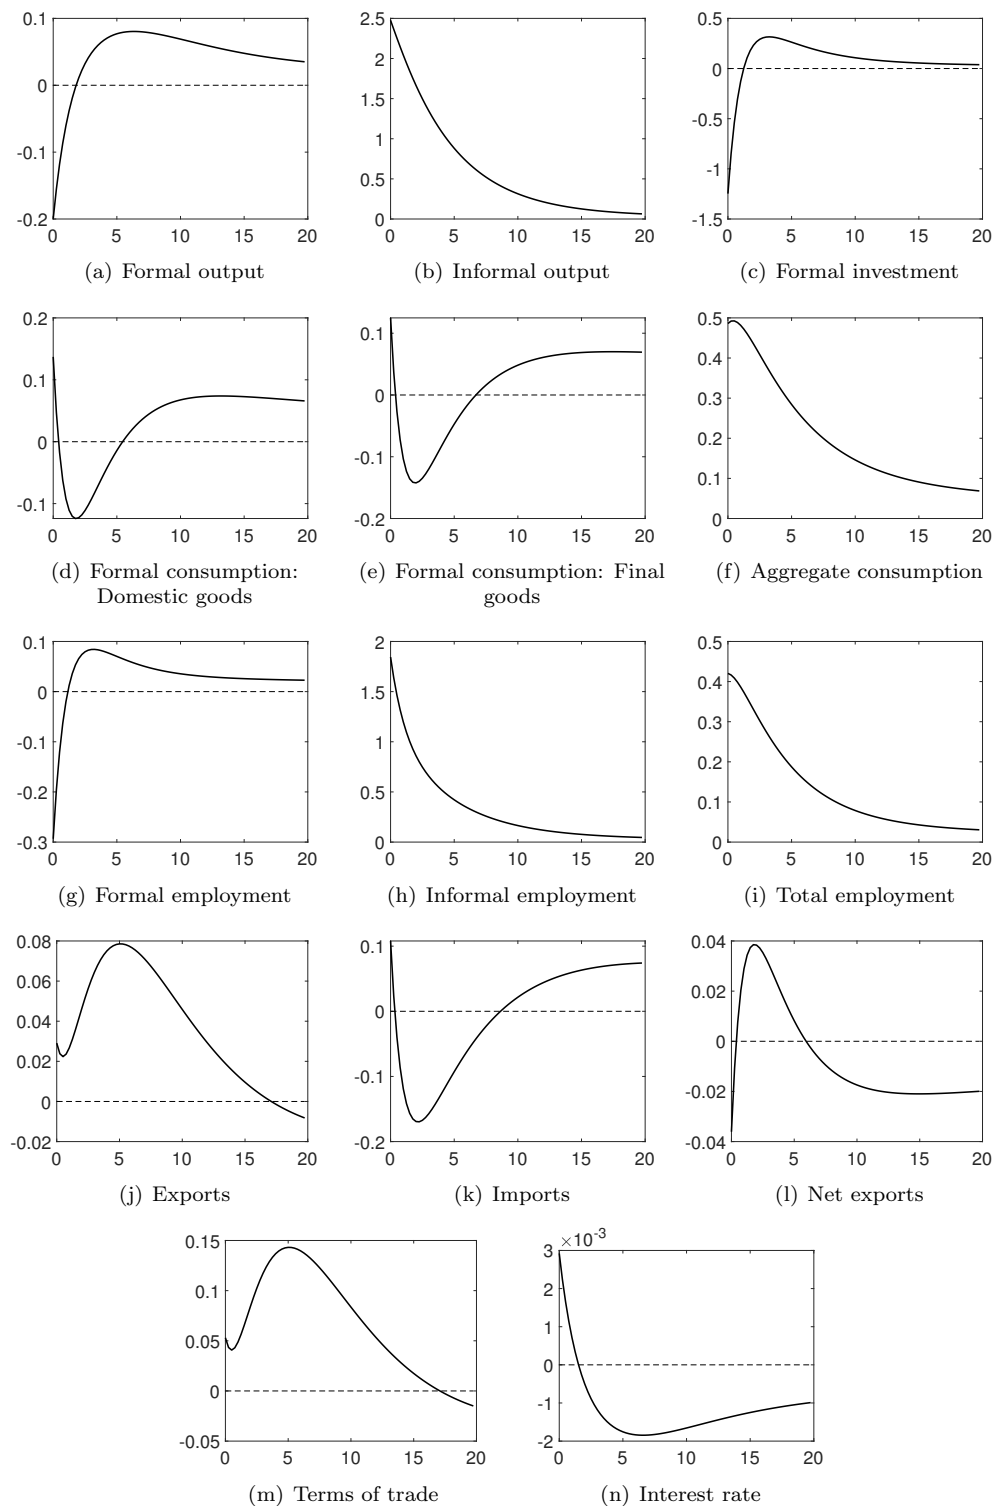 0.1
0
-0.1
-0.2
0 5 10 15 20
(a) Formal output
2.5
2
1.5
1
0.5
0
0 5 10 15 20
(b) Informal output
0.5
0
-0.5
-1
-1.5
0 5 10 15 20
(c) Formal investment
0.2
0.1
0
-0.1
0 5 10 15 20
(d) Formal consumption:
Domestic goods
0.1
0
-0.1
-0.2
0 5 10 15 20
(e) Formal consumption: Final
goods
0.5
0.4
0.3
0.2
0.1
0
0 5 10 15 20
(f) Aggregate consumption
0.1
0
-0.1
-0.2
-0.3
0 5 10 15 20
(g) Formal employment
2
1.5
1
0.5
0
0 5 10 15 20
(h) Informal employment
0.5
0.4
0.3
0.2
0.1
0
0 5 10 15 20
(i) Total employment
0.08
0.06
0.04
0.02
0
-0.02
0 5 10 15 20
(j) Exports
0.1
0
-0.1
-0.2
0 5 10 15 20
(k) Imports
0.04
0.02
0
-0.02
-0.04
0 5 10 15 20
(l) Net exports
0.15
0.1
0.05
0
-0.05
0 5 10 15 20
(m) Terms of trade
×10-3
3
2
1
0
-1
-2
0 5 10 15 20
(n) Interest rate